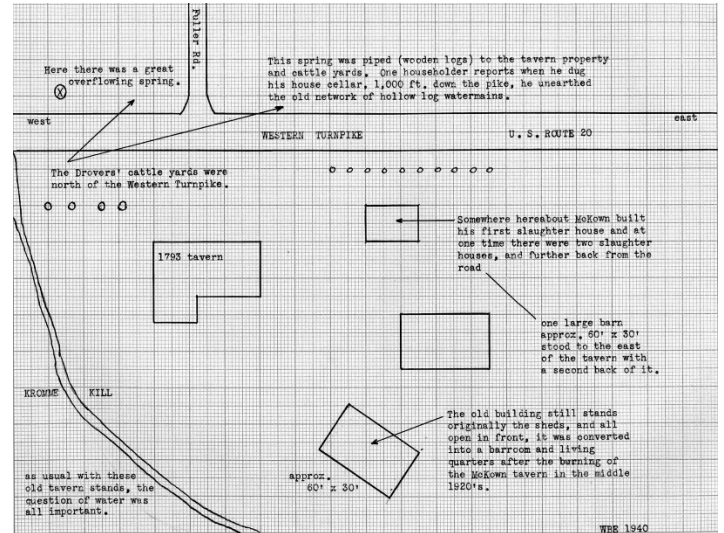 Fuller Rd.
Here there was a great
overflowing spring.
This spring was piped (wooden logs) to the tavern property
and cattle yards. One householder reports when he dug
his house cellar, 1,000 ft. down the pike, he unearthed
the old network of hollow log watermains.
west
east
WESTERN TURNPIKE
U. S. ROUTE 20
The Drovers' cattle yards were
north of the Western Turnpike.
Somewhere hereabout McKown built
his first slaughter house and at
one time there were two slaughter
houses, and further back from the
road
1793 tavern
one large barn
approx. 60' x 30'
stood to the east
of the tavern with
a second back of it.
KROMME KILL
The old building still stands
originally the sheds, and all
open in front, it was converted
into a barroom and living
quarters after the burning of
the McKown tavern in the middle
1920's.
approx.
60' x 30'
as usual with these
old tavern stands, the
question of water was
all important.
WBE 1940